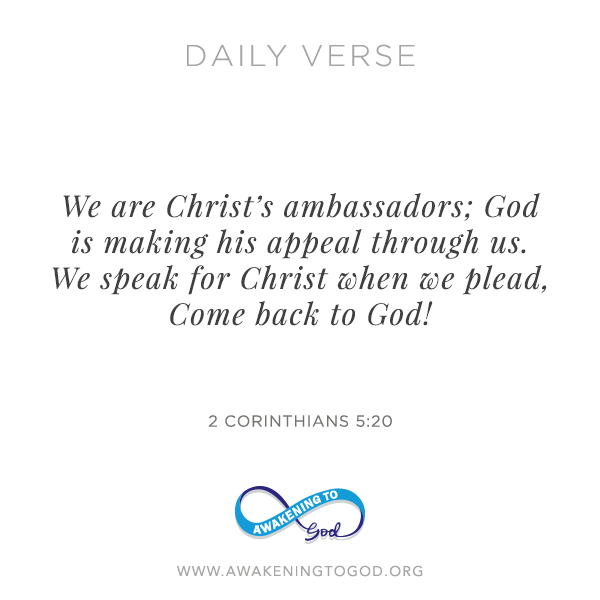 DAILY VERSE
We are Christ’s ambassadors; God
is making his appeal through us.
We speak for Christ when we plead,
Come back to God!
2 CORINTHIANS 5:20
AWAKENING TO
God
WWW.AWAKENINGTOGOD.ORG